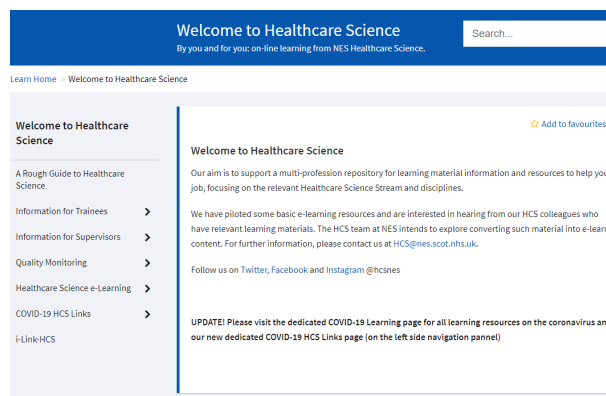 Welcome to Healthcare Science
By you and for you: on-line learning from NES Healthcare Science.
Search...
Learn Home > Welcome to Healthcare Science
Welcome to Healthcare
Science
A Rough Guide to Healthcare
Science
Information for Trainees
Information for Supervisors
Quality Monitoring
Healthcare Science e-Learning
COVID-19 HCS Links
i-Link-HCS
Add to favourites
Welcome to Healthcare Science
Our aim is to support a multi-profession repository for learning material information and resources to help you
job, focusing on the relevant Healthcare Science Stream and disciplines.
We have piloted some basic e-learning resources and are interested in hearing from our HCS colleagues who
have relevant learning materials. The HCS team at NES intends to explore converting such material into e-learn
content. For further information, please contact us at HCS@nes.scot.nhs.uk.
Follow us on Twitter, Facebook and Instagram @hcsnes
UPDATE! Please visit the dedicated COVID-19 Learning page for all learning resources on the coronavirus an
our new dedicated COVID-19 HCS Links page (on the left side navigation pannel)